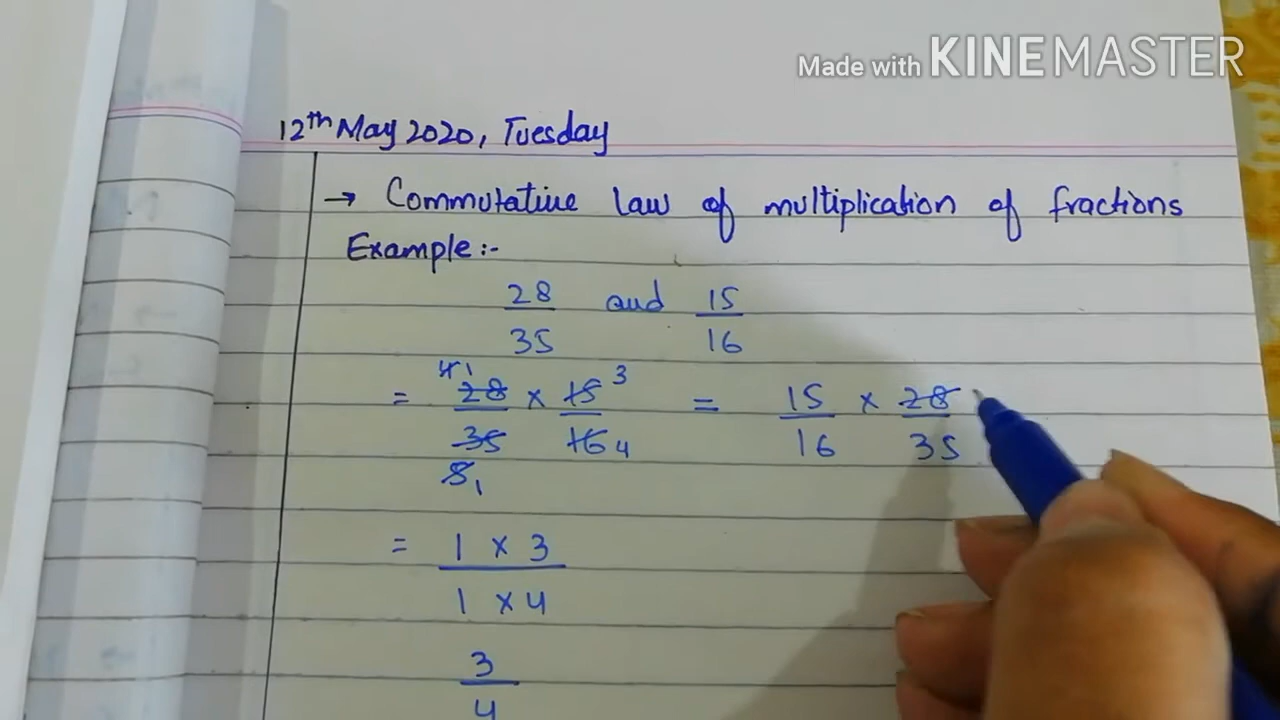 Made with KINEMASTER
12th May 2020, Tuesday
→ Commutative law of multiplication of fractions
Example:-
28 and 15
35 16
4 1 3
= 28 × 15 = 15 × 28
35 16 4 16 35
5 1
= 1 × 3
1 × 4
3
4